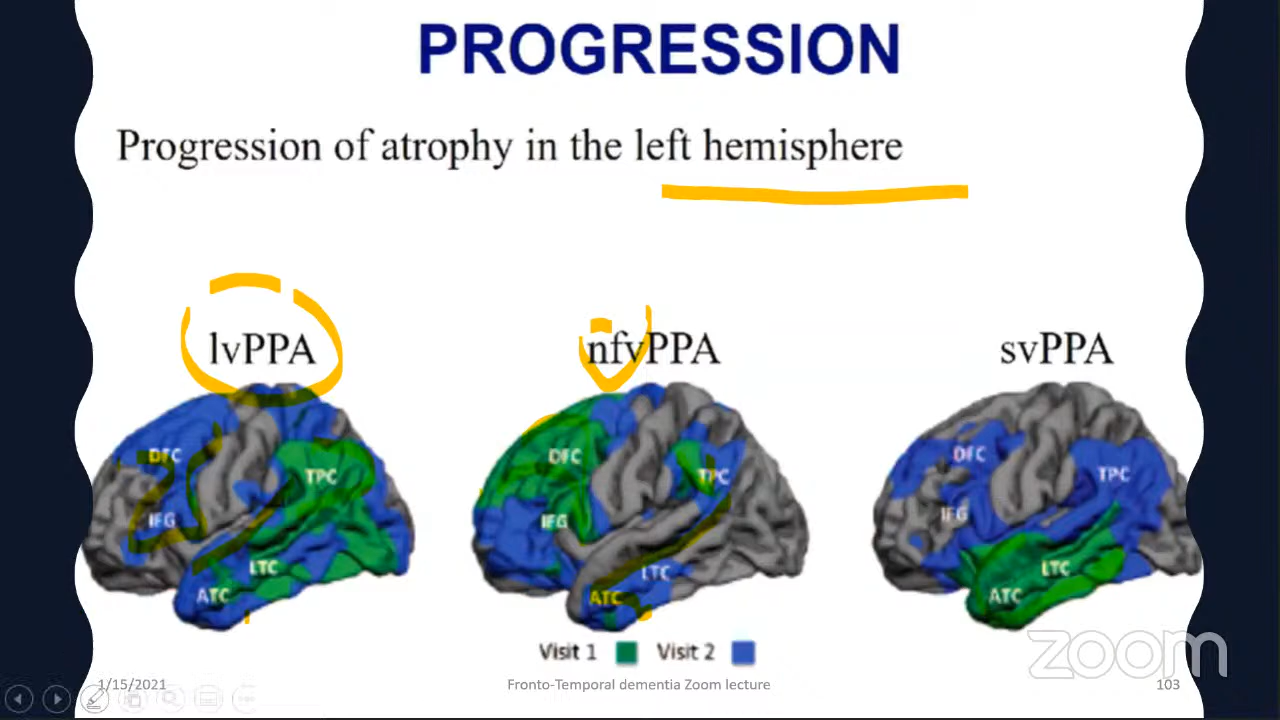 PROGRESSION
Progression of atrophy in the left hemisphere
lvPPA nfvPPA svPPA
DFC TPC DFC TPC DFC TPC
IFG IFG IFG
LTC LTC LTC
ATC ATC ATC
Visit 1 Visit 2
zoom
1/15/2021 Fronto-Temporal dementia Zoom lecture 103